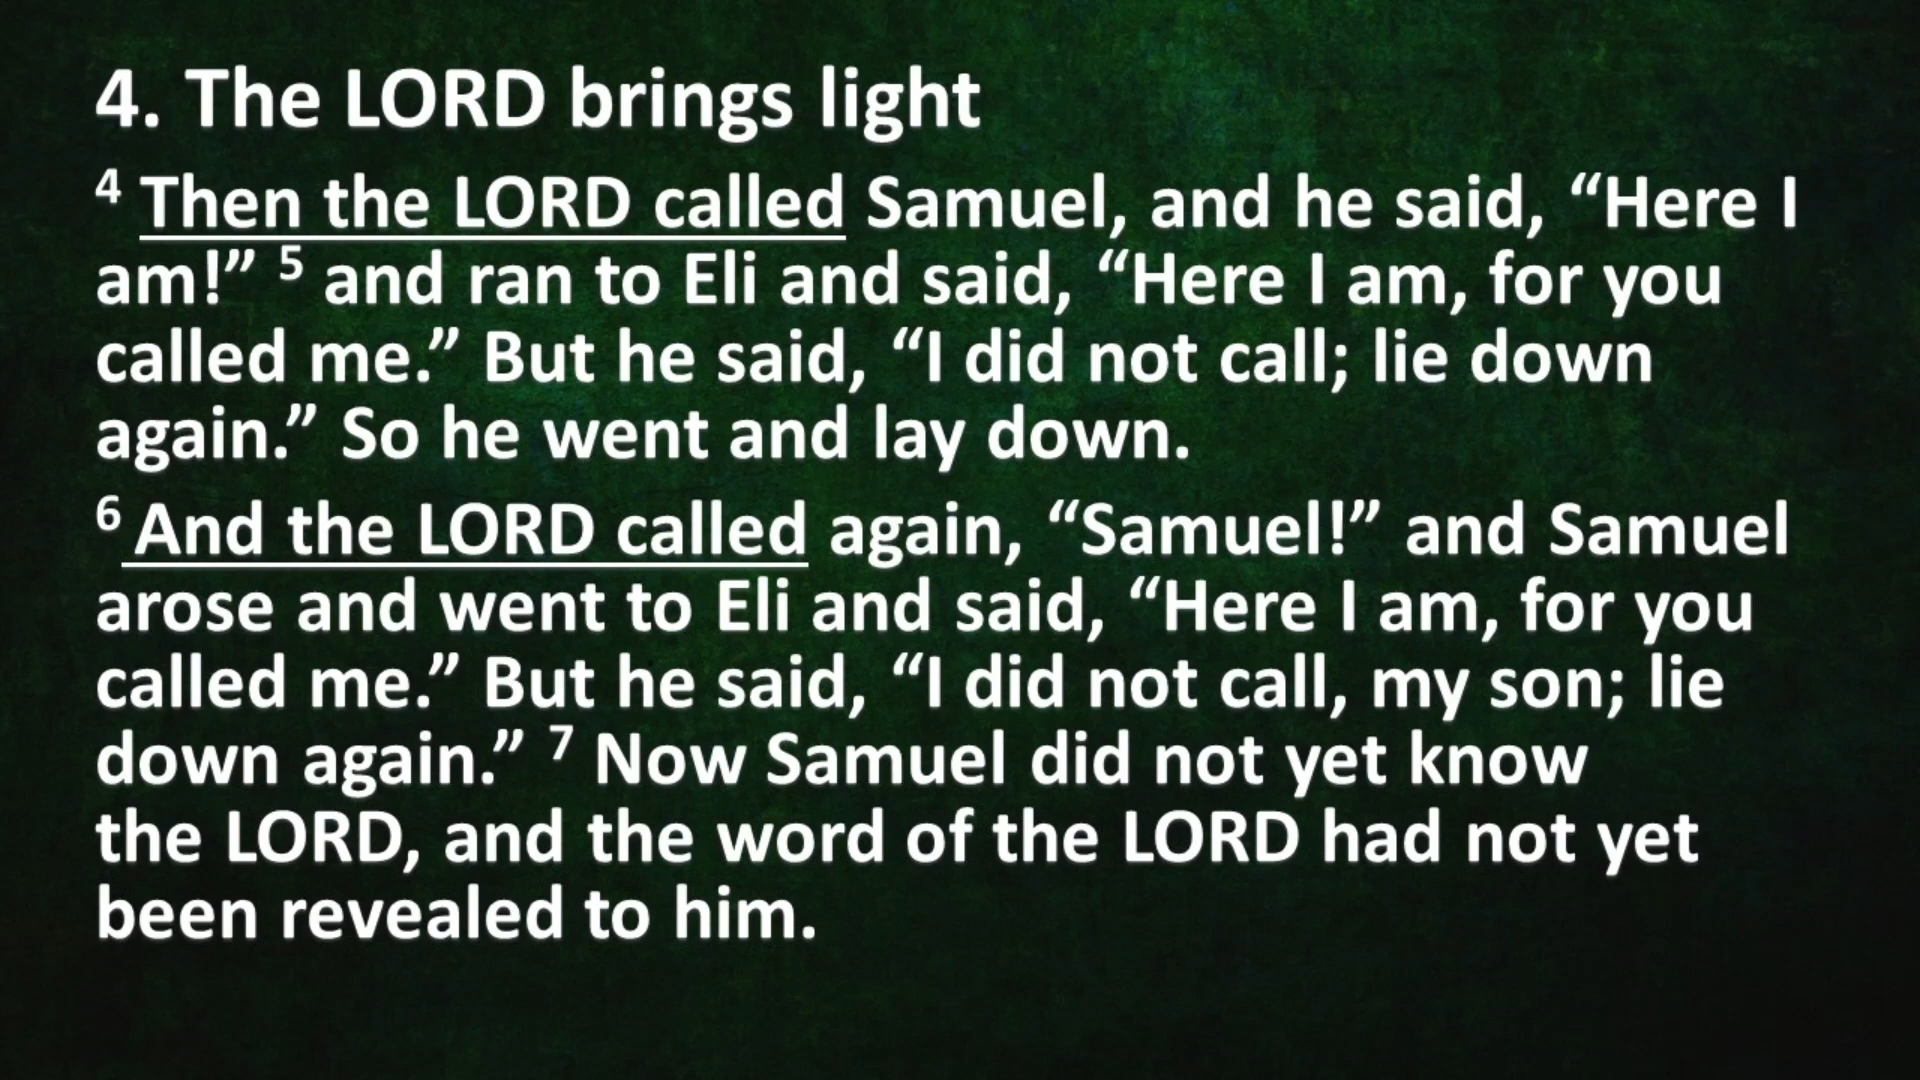 4. The LORD brings light
4 Then the LORD called Samuel, and he said, “Here I
am!” 5 and ran to Eli and said, “Here I am, for you
called me.” But he said, “I did not call; lie down
again.” So he went and lay down.
6 And the LORD called again, “Samuel!” and Samuel
arose and went to Eli and said, “Here I am, for you
called me.” But he said, “I did not call, my son; lie
down again.” 7 Now Samuel did not yet know
the LORD, and the word of the LORD had not yet
been revealed to him.